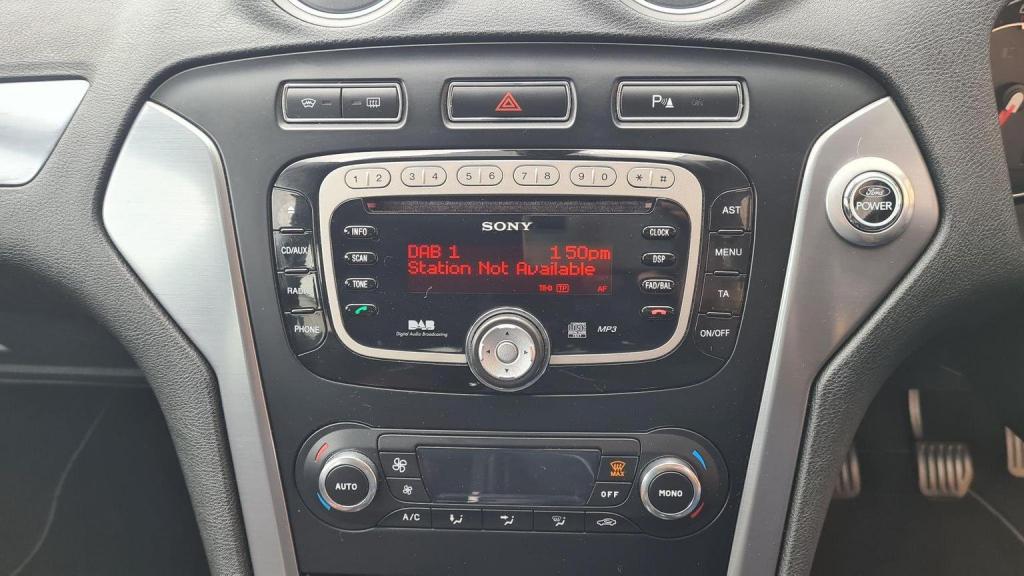 P
1 2 3 4 5 6 7 8 9 0 * #
Ford
POWER
SONY
INFO
CLOCK
AST
CD/AUX
SCAN
DSP
MENU
RADIO
TONE
FAD/BAL
TA
PHONE
ON/OFF
DAB 1 1 50pm
Station Not Available
TP AF
DAB
Digital Audio Broadcasting
MP3
AUTO
MAX
OFF
MONO
A/C